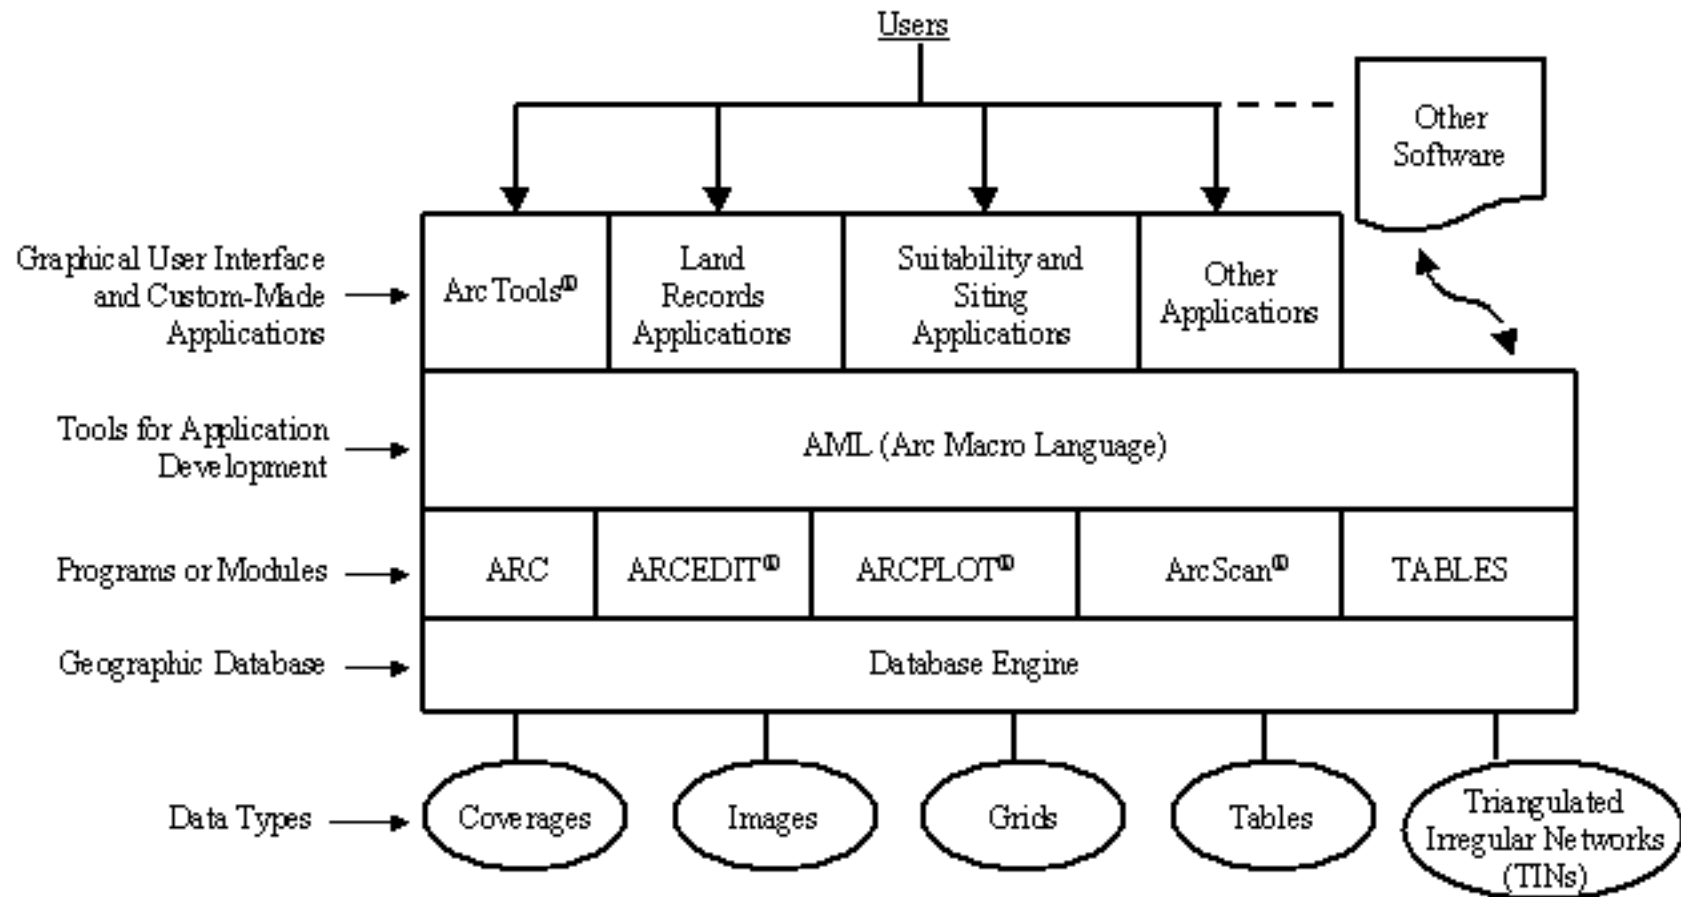 Users
Other
Software
Graphical User Interface
and Custom-Made
Applications
ArcTools®
Land
Records
Applications
Suitability and
Siting
Applications
Other
Applications
Tools for Application
Development
AML (Arc Macro Language)
Programs or Modules
ARC
ARCEDIT®
ARCPLOT®
ArcScan®
TABLES
Geographic Database
Database Engine
Data Types
Coverages
Images
Grids
Tables
Triangulated
Irregular Networks
(TINs)